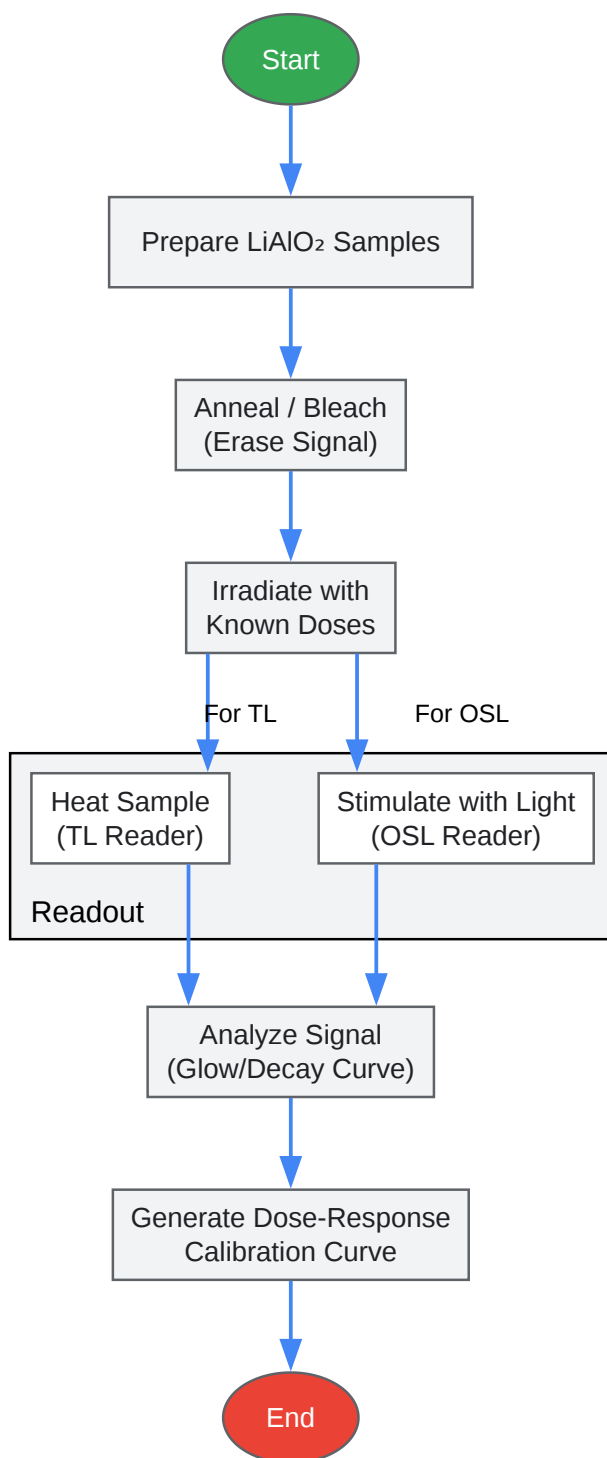 Start
Prepare LiAlO₂ Samples
Anneal / Bleach
(Erase Signal)
Irradiate with
Known Doses
For TL
For OSL
Heat Sample
(TL Reader)
Stimulate with Light
(OSL Reader)
Readout
Analyze Signal
(Glow/Decay Curve)
Generate Dose-Response
Calibration Curve
End